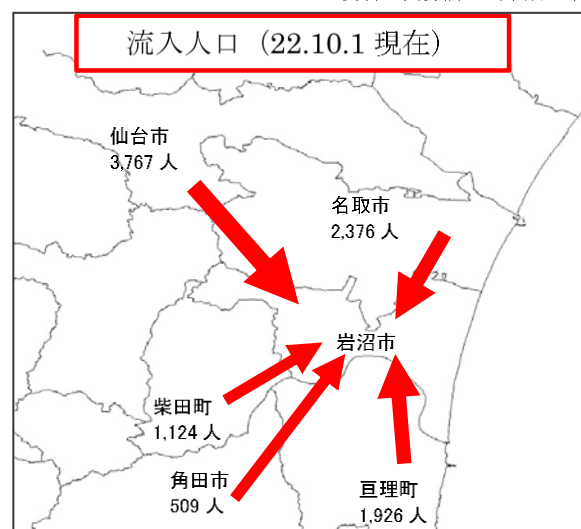 流入人口（22.10.1 現在）
仙台市
3,767 人
名取市
2,376 人
岩沼市
柴田町
1,124 人
角田市
509 人
亘理町
1,926 人